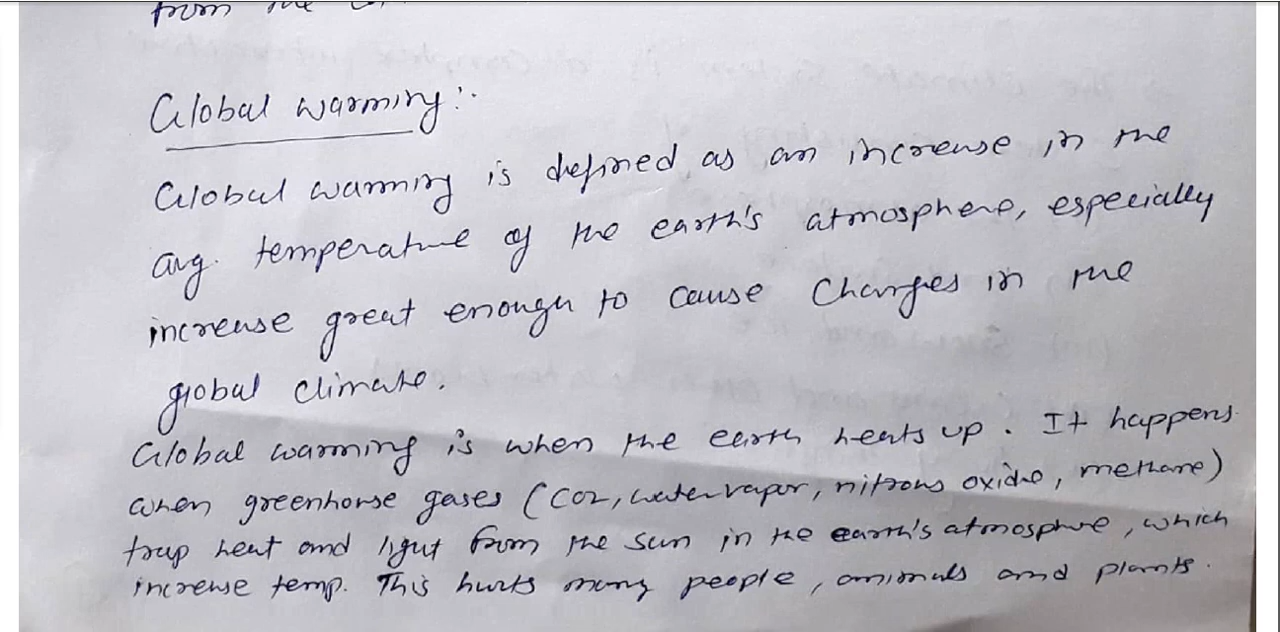 from the
Global warming:-
Global warming is defined as an increase in the
avg. temperature of the earth's atmosphere, especially
increase great enough to cause changes in the
global climate.
Global warming is when the earth heats up. It happens
when greenhouse gases (CO2, water vapor, nitrous oxide, methane)
trap heat and light from the sun in the earth's atmosphere, which
increase temp. This hurts many people, animals and plants.